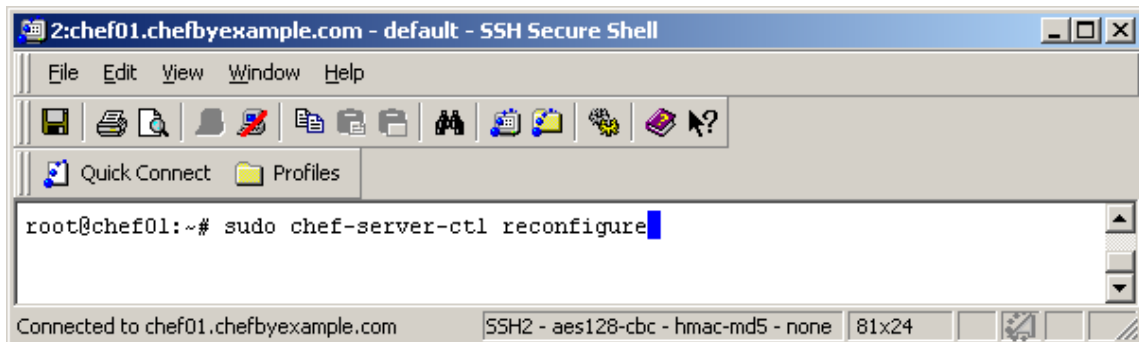 2:chef01.chefbyexample.com - default - SSH Secure Shell
File Edit View Window Help
Quick Connect Profiles
root@chef01:~# sudo chef-server-ctl reconfigure
Connected to chef01.chefbyexample.com SSH2 - aes128-cbc - hmac-md5 - none 81x24